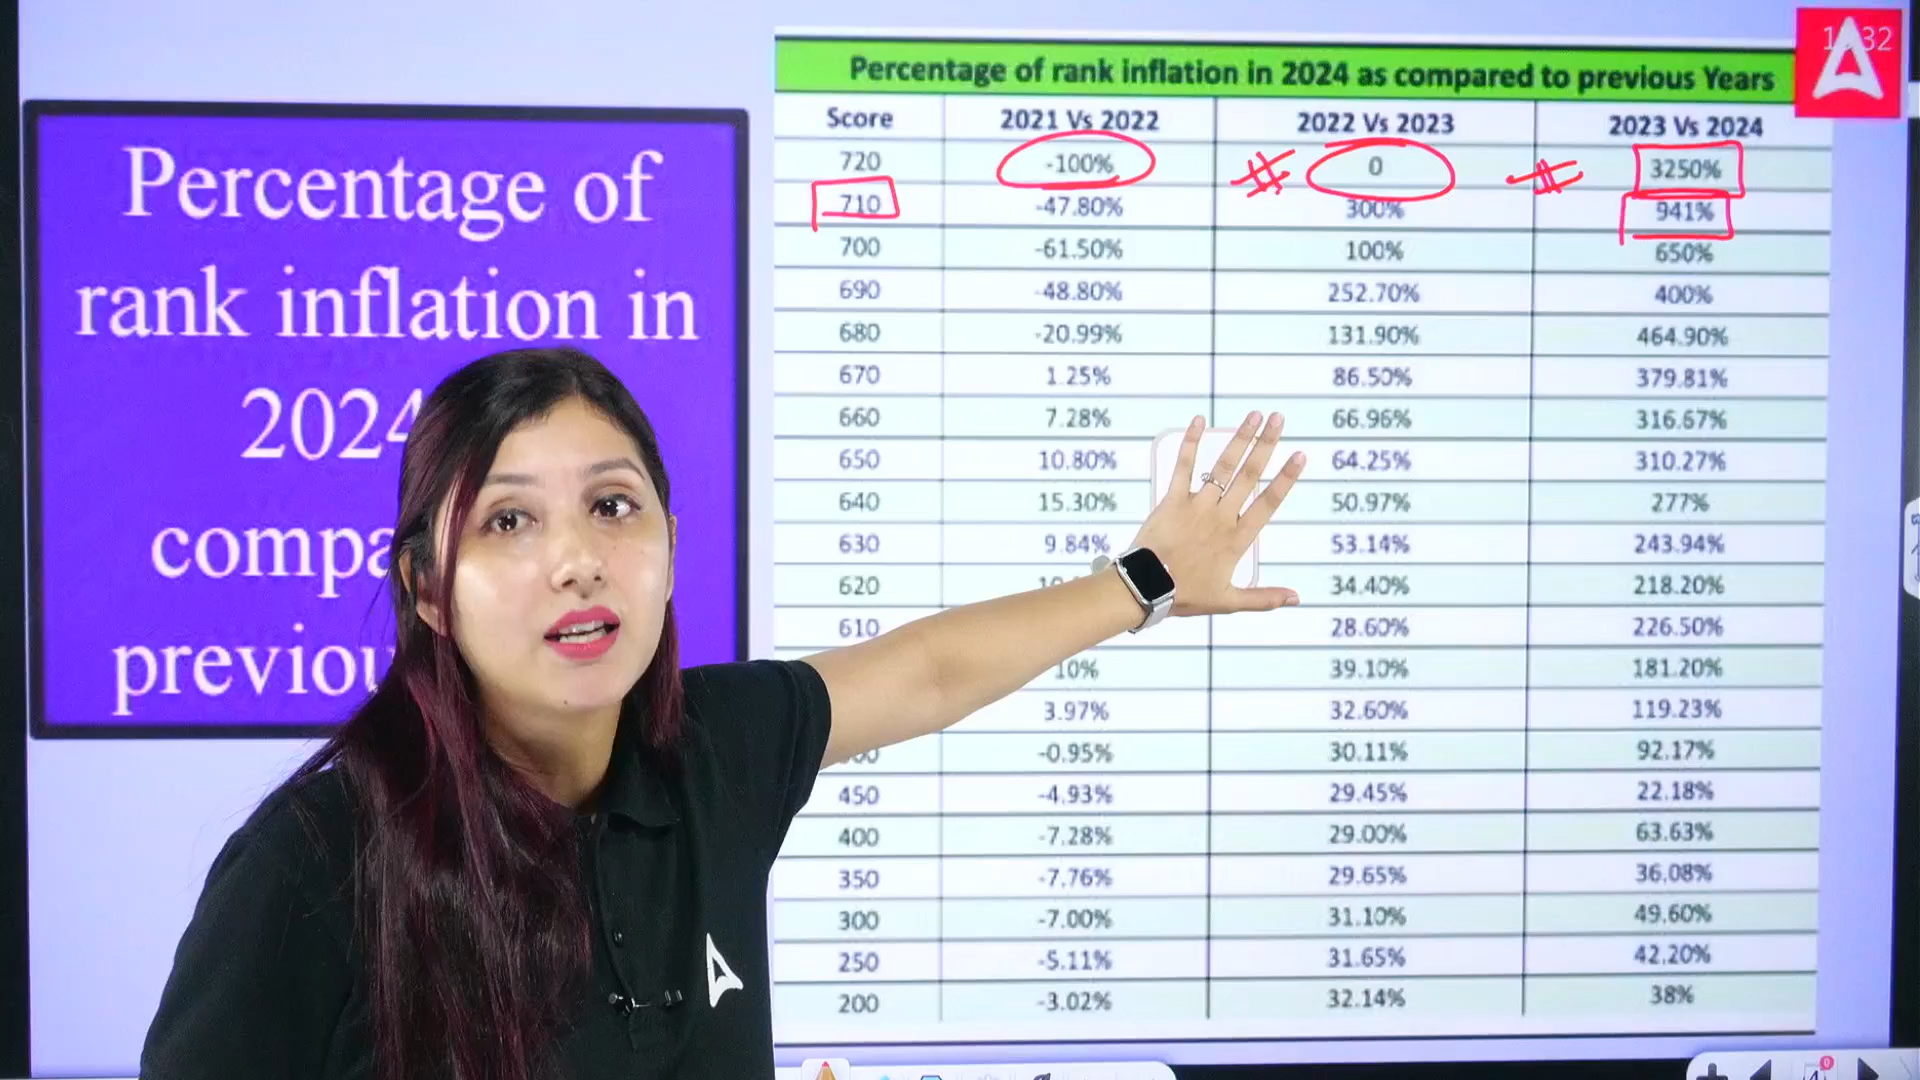 Percentage of
rank inflation in
2024
compa
previou
Percentage of rank inflation in 2024 as compared to previous Years
Score 2021 Vs 2022 2022 Vs 2023 2023 Vs 2024
720 -100% 0 3250%
710 -47.80% 300% 941%
700 -61.50% 100% 650%
690 -48.80% 252.70% 400%
680 -20.99% 131.90% 464.90%
670 1.25% 86.50% 379.81%
660 7.28% 66.96% 316.67%
650 10.80% 64.25% 310.27%
640 15.30% 50.97% 277%
630 9.84% 53.14% 243.94%
620 34.40% 218.20%
610 28.60% 226.50%
10% 39.10% 181.20%
3.97% 32.60% 119.23%
-0.95% 30.11% 92.17%
450 -4.93% 29.45% 22.18%
400 -7.28% 29.00% 63.63%
350 -7.76% 29.65% 36.08%
300 -7.00% 31.10% 49.60%
250 -5.11% 31.65% 42.20%
200 -3.02% 32.14% 38%